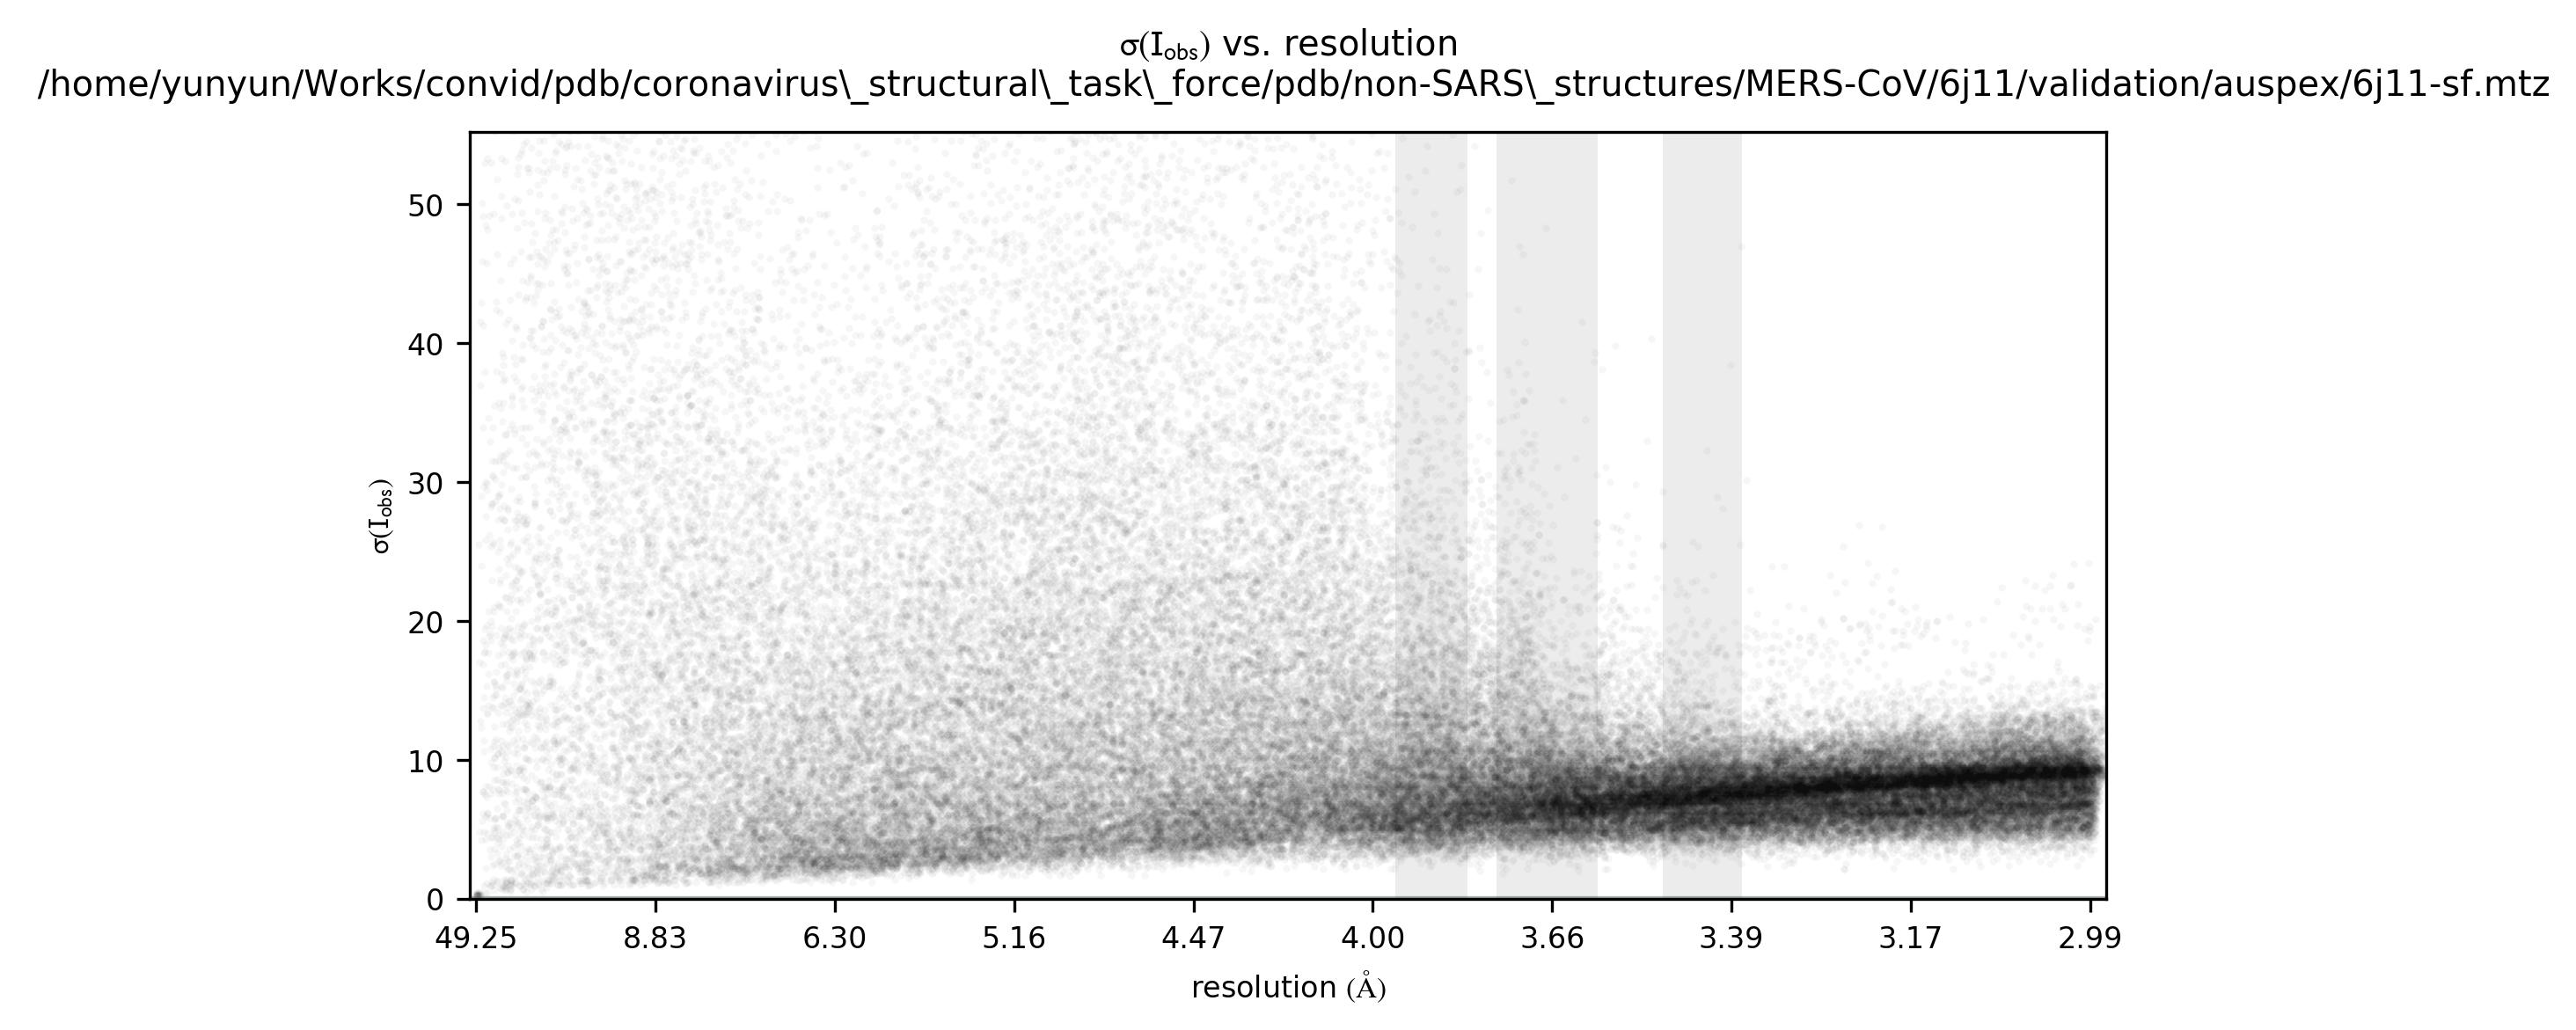 σ(I_obs) vs. resolution
/home/yunyun/Works/convid/pdb/coronavirus\_structural\_task\_force/pdb/non-SARS\_structures/MERS-CoV/6j11/validation/auspex/6j11-sf.mtz
50
40
30
20
10
0
σ(I_obs)
49.25 8.83 6.30 5.16 4.47 4.00 3.66 3.39 3.17 2.99
resolution (Å)